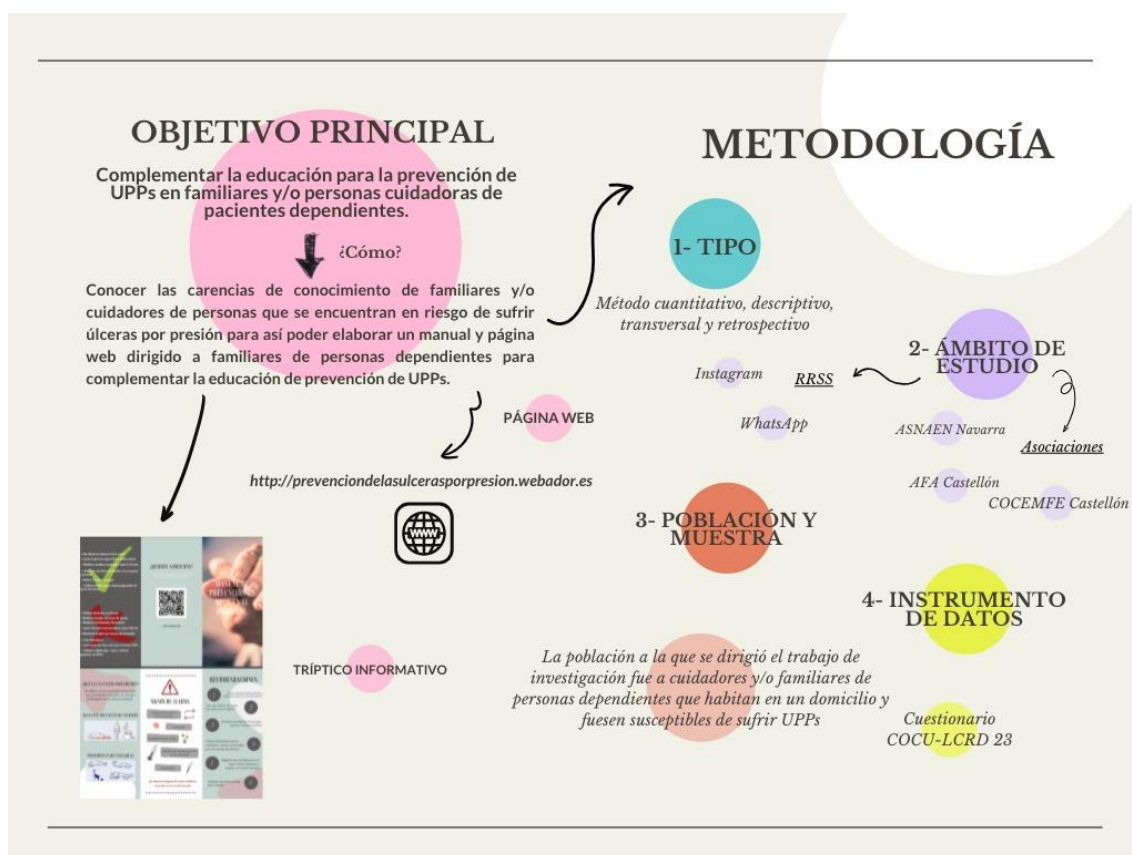 OBJETIVO PRINCIPAL
Complementar la educación para la prevención de
UPPs en familiares y/o personas cuidadoras de
pacientes dependientes.
¿Cómo?
Conocer las carencias de conocimiento de familiares y/o
cuidadores de personas que se encuentran en riesgo de sufrir
úlceras por presión para así poder elaborar un manual y página
web dirigido a familiares de personas dependientes para
complementar la educación de prevención de UPPs.
PÁGINA WEB
http://prevenciondelasulcerasporpresion.webador.es
WWW
TRÍPTICO INFORMATIVO
RECOMENDACIONES
METODOLOGÍA
1- TIPO
Método cuantitativo, descriptivo,
transversal y retrospectivo
2- ÁMBITO DE
ESTUDIO
RRSS
Instagram
WhatsApp
Asociaciones
ASNAEN Navarra
AFA Castellón
COCEMFE Castellón
3- POBLACIÓN Y
MUESTRA
La población a la que se dirigió el trabajo de
investigación fue a cuidadores y/o familiares de
personas dependientes que habitan en un domicilio y
fuesen susceptibles de sufrir UPPs
4- INSTRUMENTO
DE DATOS
Cuestionario
COCU-LCRD 23